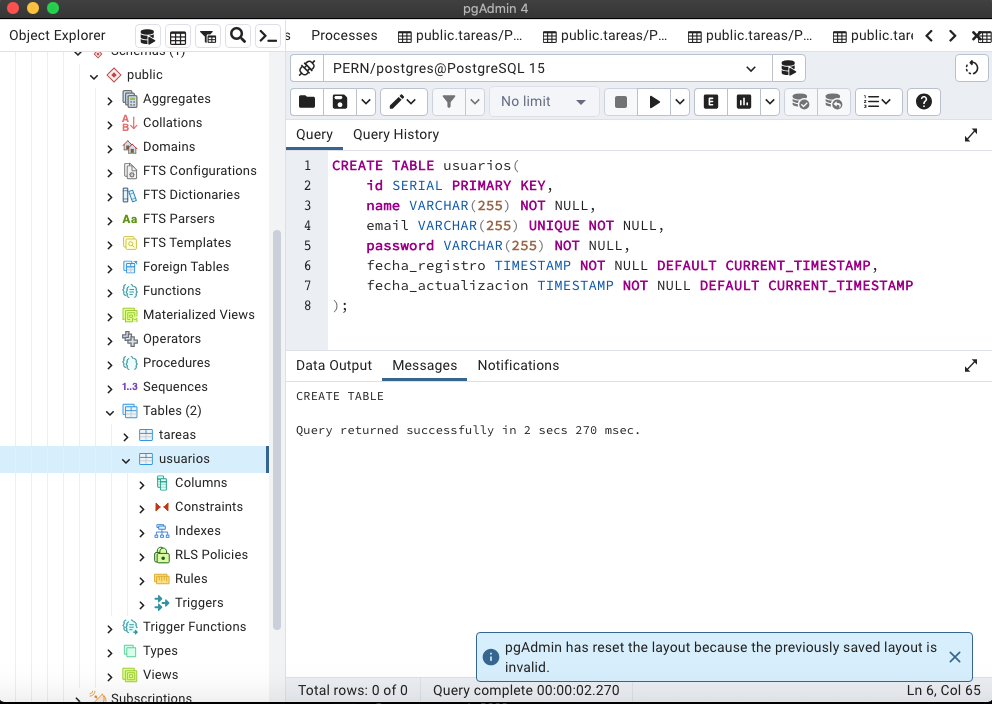 pgAdmin 4
Object Explorer
Schemas (1)
public
Aggregates
Collations
Domains
FTS Configurations
FTS Dictionaries
Aa FTS Parsers
FTS Templates
Foreign Tables
Functions
Materialized Views
Operators
Procedures
1..3 Sequences
Tables (2)
tareas
usuarios
Columns
Constraints
Indexes
RLS Policies
Rules
Triggers
Trigger Functions
Types
Views
Subscriptions
s Processes public.tareas/P... public.tareas/P... public.tareas/P... public.tar
PERN/postgres@PostgreSQL 15
No limit E
Query Query History
1 CREATE TABLE usuarios(
2 id SERIAL PRIMARY KEY,
3 name VARCHAR(255) NOT NULL,
4 email VARCHAR(255) UNIQUE NOT NULL,
5 password VARCHAR(255) NOT NULL,
6 fecha_registro TIMESTAMP NOT NULL DEFAULT CURRENT_TIMESTAMP,
7 fecha_actualizacion TIMESTAMP NOT NULL DEFAULT CURRENT_TIMESTAMP
8 );
Data Output Messages Notifications
CREATE TABLE
Query returned successfully in 2 secs 270 msec.
pgAdmin has reset the layout because the previously saved layout is
invalid.
Total rows: 0 of 0 Query complete 00:00:02.270 Ln 6, Col 65